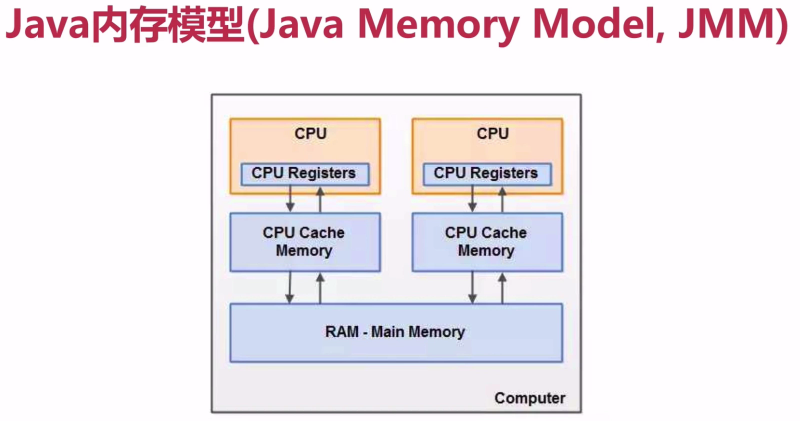 Java内存模型(Java Memory Model, JMM)
CPU
CPU Registers
CPU Cache
Memory
CPU
CPU Registers
CPU Cache
Memory
RAM - Main Memory
Computer